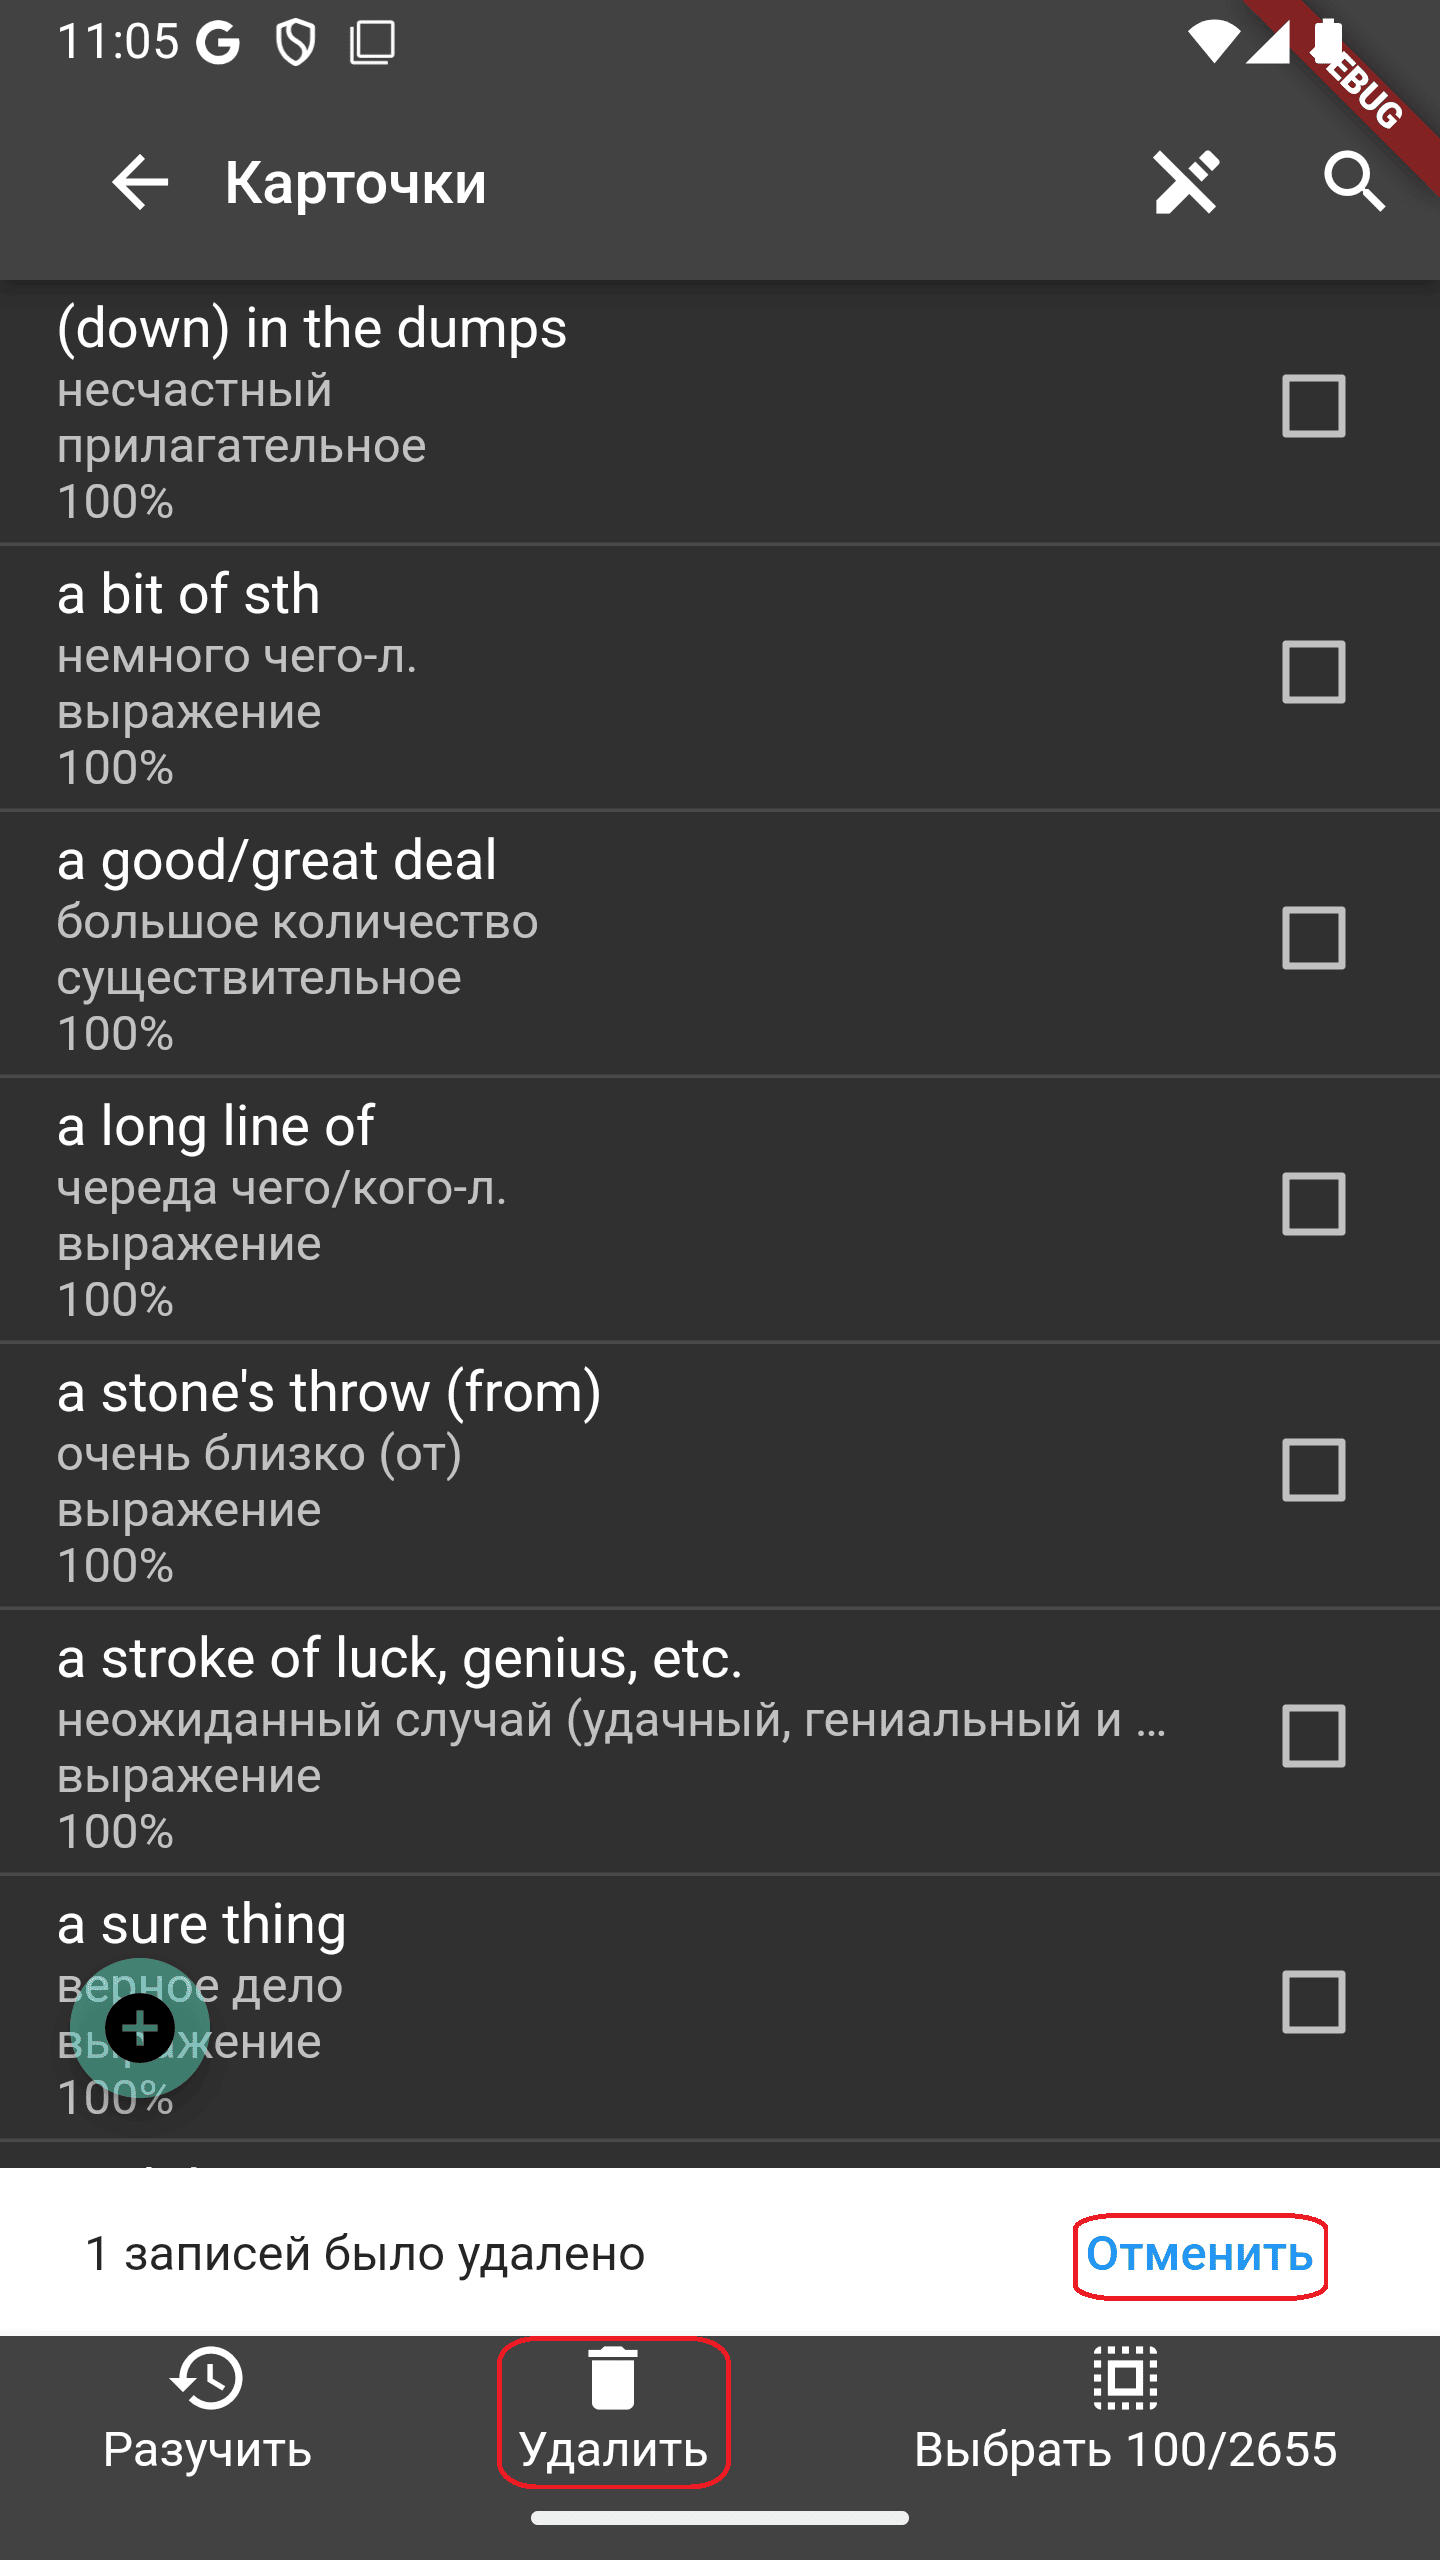 11:05
EBUG
Карточки
(down) in the dumps
несчастный
прилагательное
100%
a bit of sth
немного чего-л.
выражение
100%
a good/great deal
большое количество
существительное
100%
a long line of
череда чего/кого-л.
выражение
100%
a stone's throw (from)
очень близко (от)
выражение
100%
a stroke of luck, genius, etc.
неожиданный случай (удачный, гениальный и ...
выражение
100%
a sure thing
верное дело
выражение
100%
1 записей было удалено
Отменить
Разучить
Удалить
Выбрать 100/2655